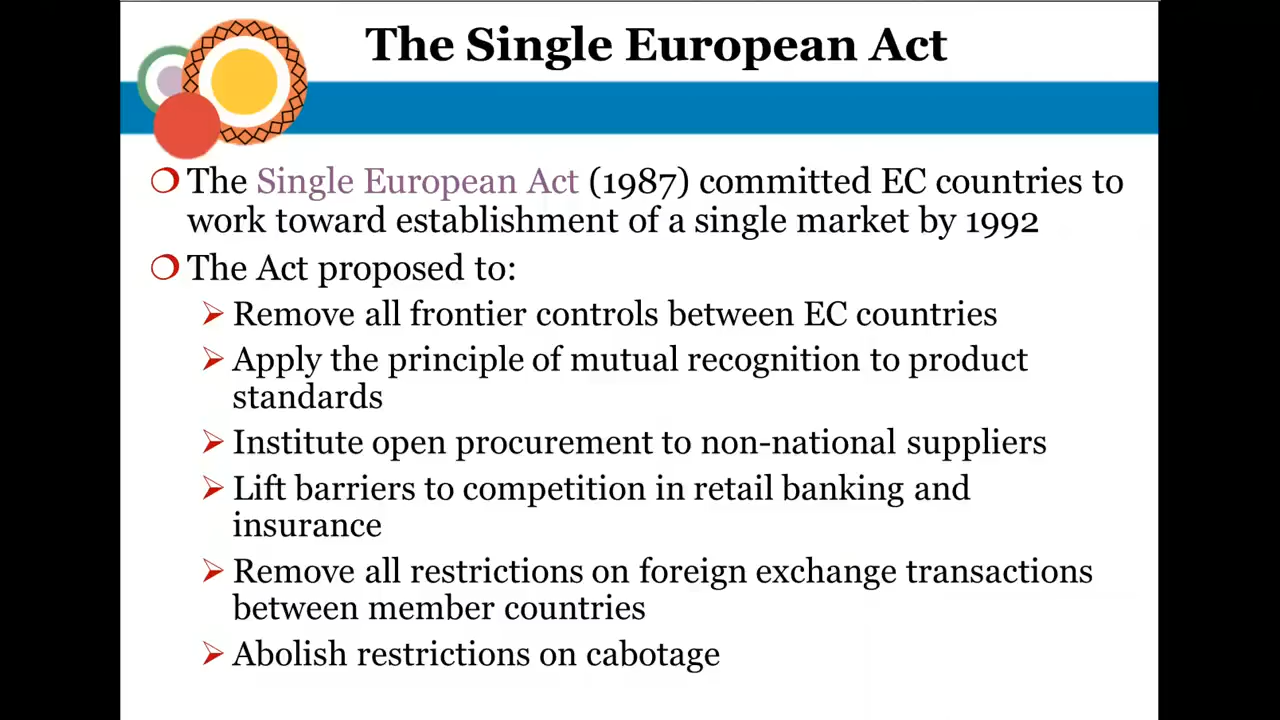 The Single European Act
The Single European Act (1987) committed EC countries to
work toward establishment of a single market by 1992
The Act proposed to:
Remove all frontier controls between EC countries
Apply the principle of mutual recognition to product
standards
Institute open procurement to non-national suppliers
Lift barriers to competition in retail banking and
insurance
Remove all restrictions on foreign exchange transactions
between member countries
Abolish restrictions on cabotage